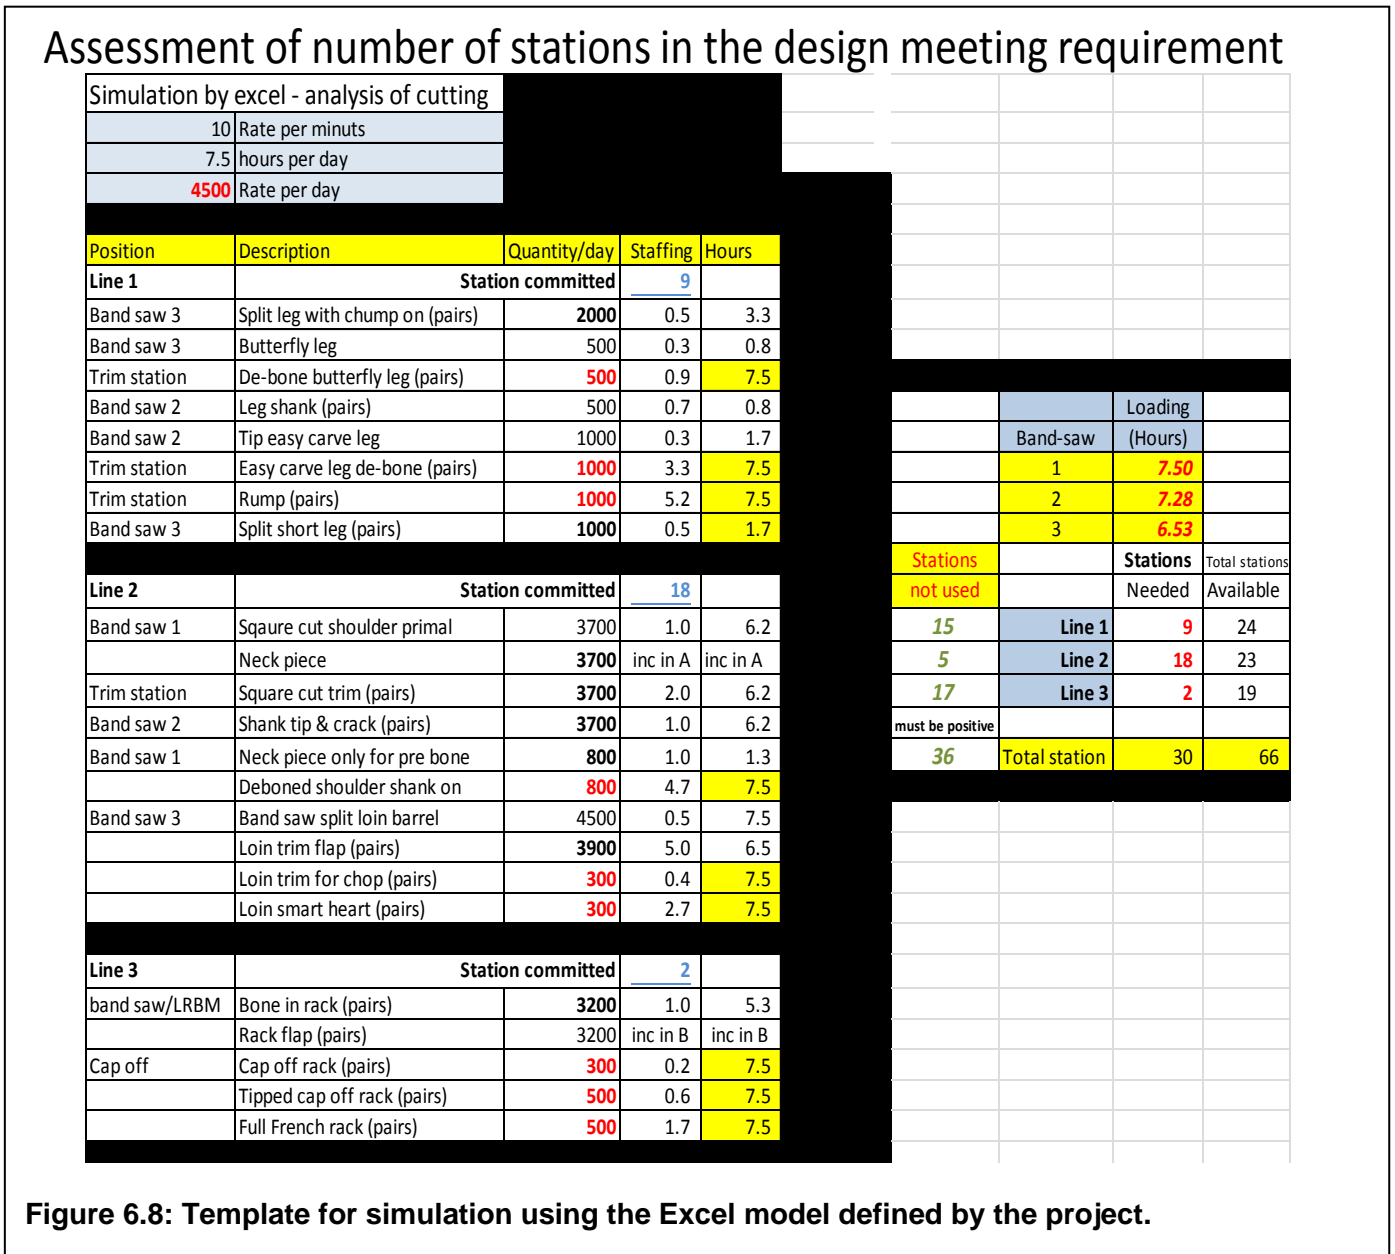 Assessment of number of stations in the design meeting requirement
Simulation by excel - analysis of cutting
10 Rate per minuts
7.5 hours per day
4500 Rate per day
Position Description Quantity/day Staffing Hours
Line 1 Station committed 9
Band saw 3 Split leg with chump on (pairs) 2000 0.5 3.3
Band saw 3 Butterfly leg 500 0.3 0.8
Trim station De-bone butterfly leg (pairs) 500 0.9 7.5
Band saw 2 Leg shank (pairs) 500 0.7 0.8
Band saw 2 Tip easy carve leg 1000 0.3 1.7
Trim station Easy carve leg de-bone (pairs) 1000 3.3 7.5
Trim station Rump (pairs) 1000 5.2 7.5
Band saw 3 Split short leg (pairs) 1000 0.5 1.7
Line 2 Station committed 18
Band saw 1 Sqaure cut shoulder primal 3700 1.0 6.2
Neck piece 3700 inc in A inc in A
Trim station Square cut trim (pairs) 3700 2.0 6.2
Band saw 2 Shank tip & crack (pairs) 3700 1.0 6.2
Band saw 1 Neck piece only for pre bone 800 1.0 1.3
Deboned shoulder shank on 800 4.7 7.5
Band saw 3 Band saw split loin barrel 4500 0.5 7.5
Loin trim flap (pairs) 3900 5.0 6.5
Loin trim for chop (pairs) 300 0.4 7.5
Loin smart heart (pairs) 300 2.7 7.5
Line 3 Station committed 2
band saw/LRBM Bone in rack (pairs) 3200 1.0 5.3
Rack flap (pairs) 3200 inc in B inc in B
Cap off Cap off rack (pairs) 300 0.2 7.5
Tipped cap off rack (pairs) 500 0.6 7.5
Full French rack (pairs) 500 1.7 7.5
Loading
Band-saw (Hours)
1 7.50
2 7.28
3 6.53
Stations Stations Total stations
not used Needed Available
15 Line 1 9 24
5 Line 2 18 23
17 Line 3 2 19
must be positive
36 Total station 30 66
Figure 6.8: Template for simulation using the Excel model defined by the project.